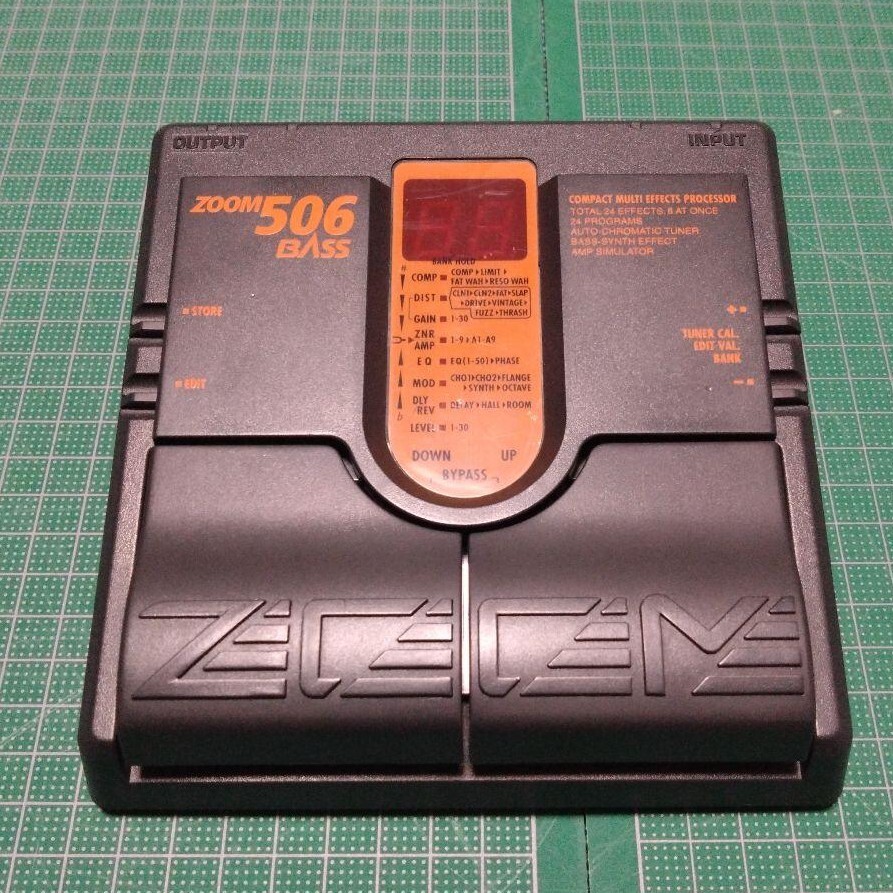 OUTPUT
INPUT
ZOOM 506
BASS
COMPACT MULTI EFFECTS PROCESSOR
TOTAL 24 EFFECTS, 8 AT ONCE
24 PROGRAMS
AUTO-CHROMATIC TUNER
BASS-SYNTH EFFECT
AMP SIMULATOR
BANK HOLD
COMP COMP▸LIMIT▸
FAT WAH▸RESO WAH
DIST CLN1▸CLN2▸FAT▸SLAP
▸DRIVE▸VINTAGE▸
FUZZ▸THRASH
GAIN 1-30
ZNR
AMP 1-9▸A1-A9
EQ EQ(1-50)▸PHASE
MOD CHO1▸CHO2▸FLANGE
▸SYNTH▸OCTAVE
DLY
/REV DELAY▸HALL▸ROOM
LEVEL 1-30
DOWN UP
BYPASS
STORE
EDIT
+
TUNER CAL.
EDIT VAL.
BANK
−
ZOOM